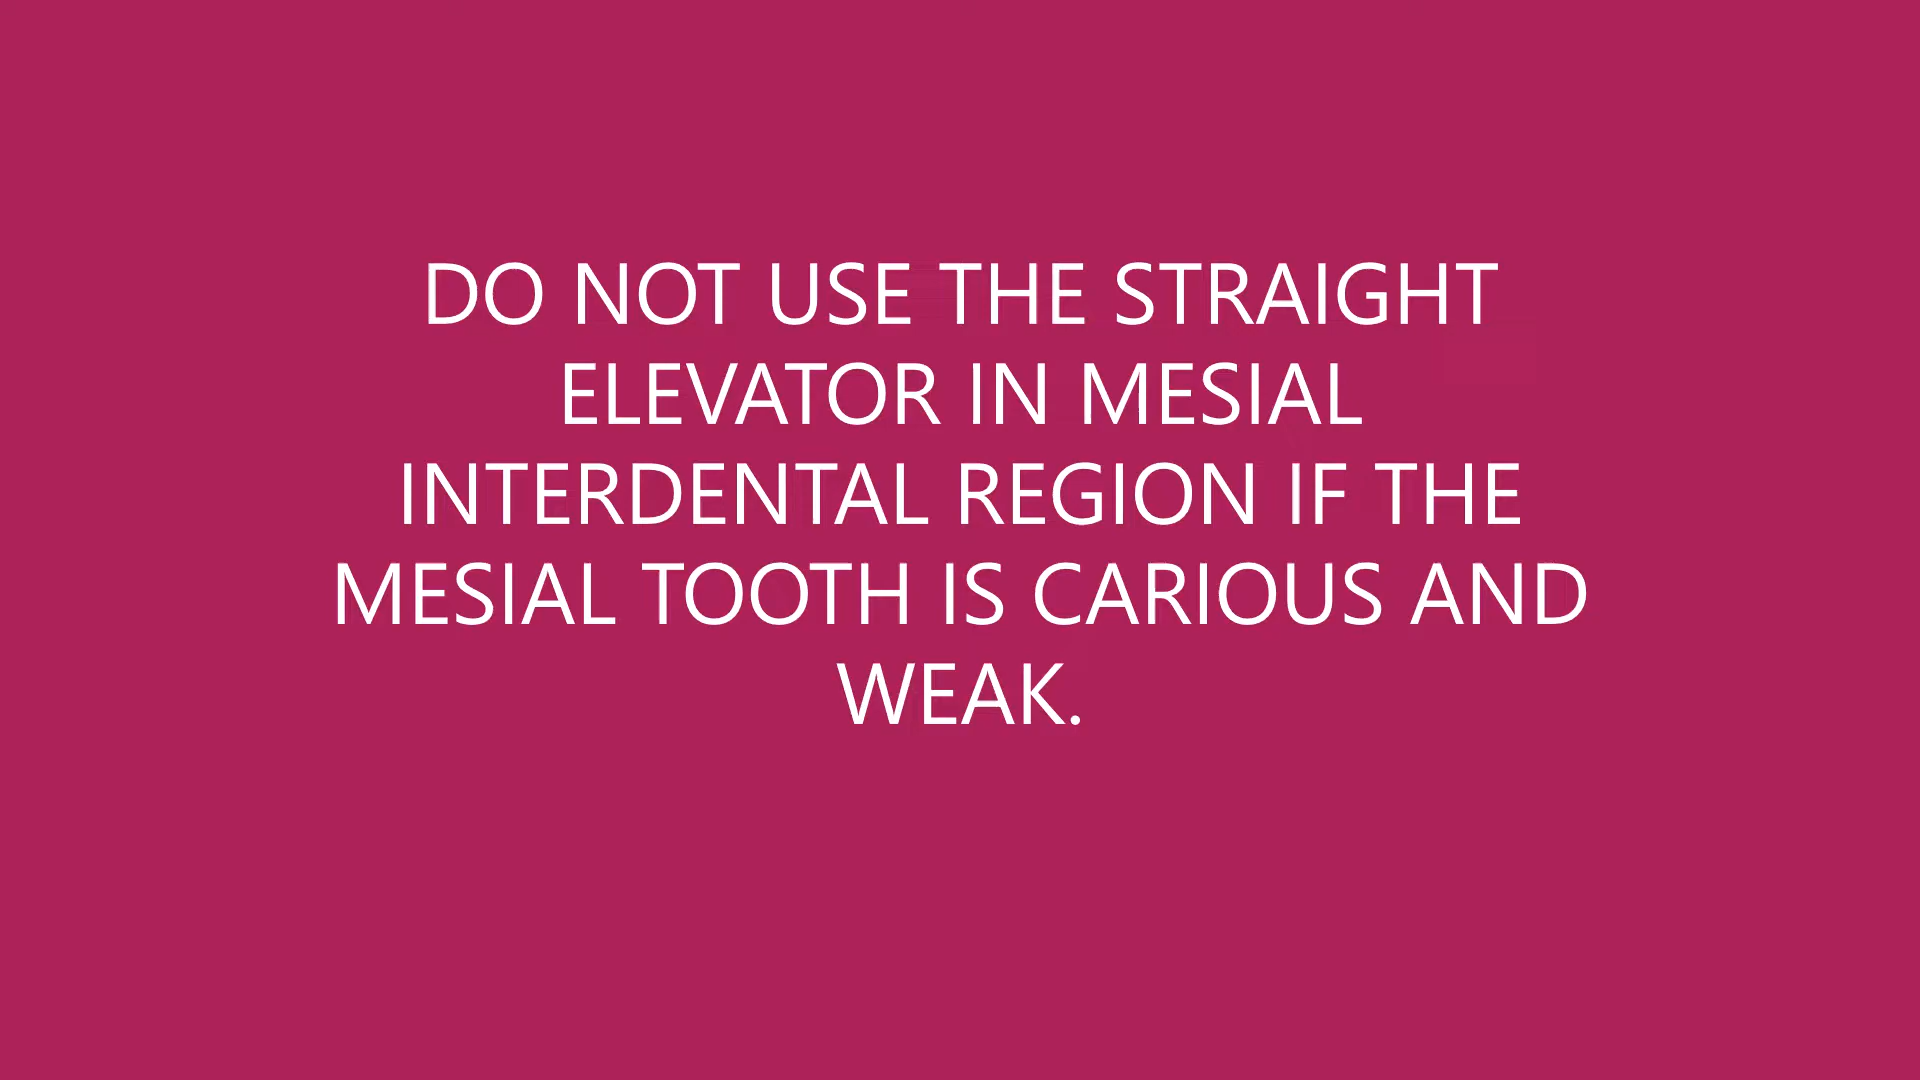 DO NOT USE THE STRAIGHT
ELEVATOR IN MESIAL
INTERDENTAL REGION IF THE
MESIAL TOOTH IS CARIOUS AND
WEAK.